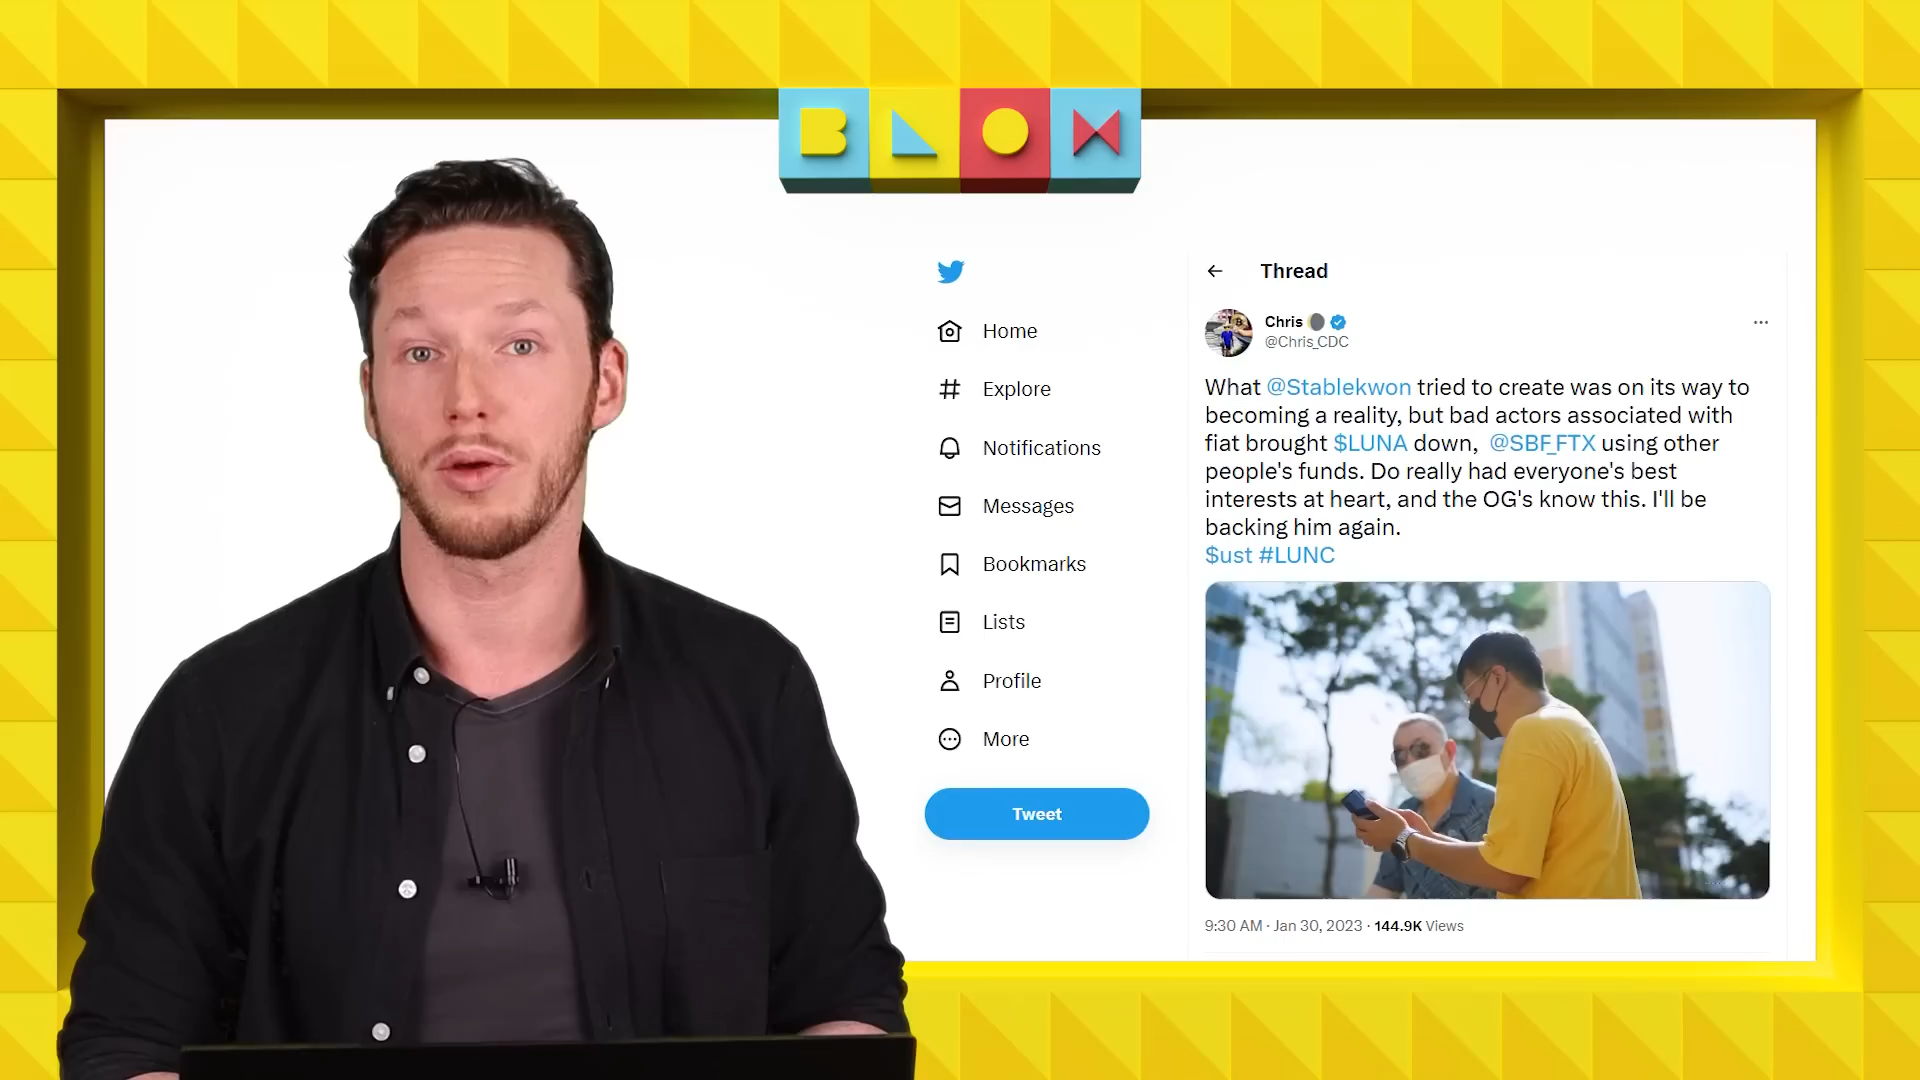 BLOX
Home
Explore
Notifications
Messages
Bookmarks
Lists
Profile
More
Tweet
Thread
Chris
@Chris_CDC
What @Stablekwon tried to create was on its way to
becoming a reality, but bad actors associated with
fiat brought $LUNA down, @SBF_FTX using other
people's funds. Do really had everyone's best
interests at heart, and the OG's know this. I'll be
backing him again.
$ust #LUNC
9:30 AM · Jan 30, 2023 · 144.9K Views